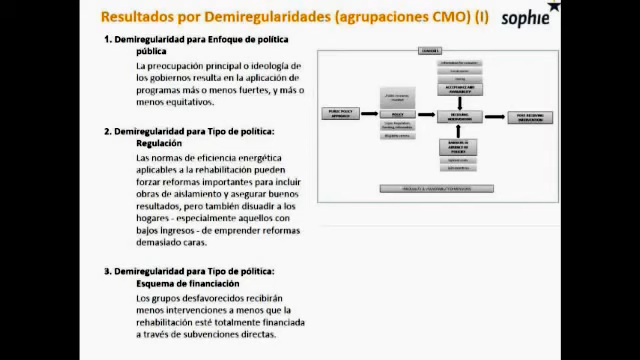 Resultados por Demiregularidades (agrupaciones CMO) (I)
sophie
1. Demiregularidad para Enfoque de política
pública
La preocupación principal o ideología de
los gobiernos resulta en la aplicación de
programas más o menos fuertes, y más o
menos equitativos.
2. Demiregularidad para Tipo de política:
Regulación
Las normas de eficiencia energética
aplicables a la rehabilitación pueden
forzar reformas importantes para incluir
obras de aislamiento y asegurar buenos
resultados, pero también disuadir a los
hogares - especialmente aquellos con
bajos ingresos - de emprender reformas
demasiado caras.
3. Demiregularidad para Tipo de política:
Esquema de financiación
Los grupos desfavorecidos recibirán
menos intervenciones a menos que la
rehabilitación esté totalmente financiada
a través de subvenciones directas.
PUBLIC POLICY
APPROACH
POLICY
RECEIVING
INTERVENTION
POST-RECEIVING
INTERVENTION